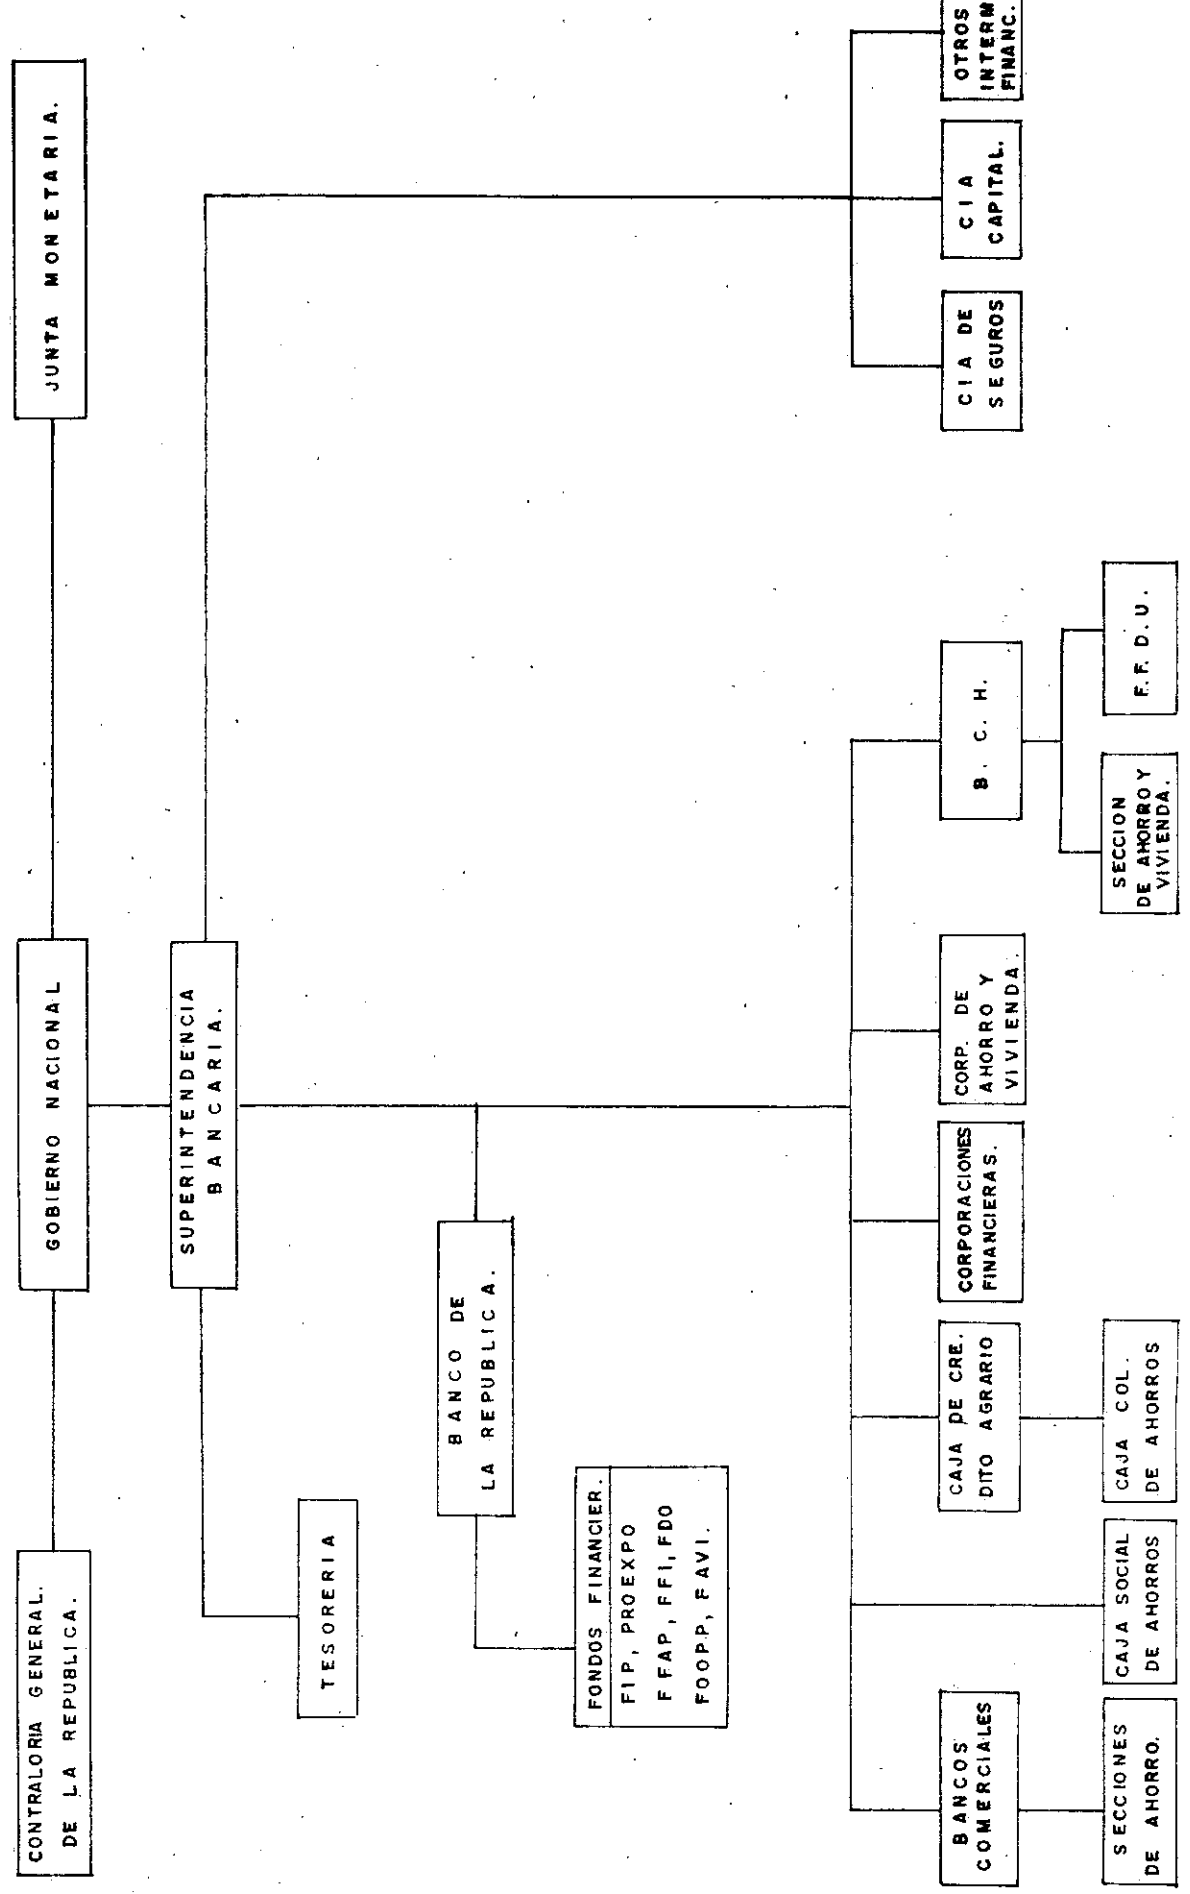 CONTRALORIA GENERAL.
DE LA REPUBLICA.
GOBIERNO NACIONAL
JUNTA MONETARIA.
SUPERINTENDENCIA
BANCARIA.
TESORERIA
BANCO DE
LA REPUBLICA.
FONDOS FINANCIER.
FIP, PROEXPO
FFAP, FFI, FDO
FOOPP, FAVI.
BANCOS
COMERCIALES
CAJA DE CRE.
DITO AGRARIO
CORPORACIONES
FINANCIERAS.
CORP. DE
AHORRO Y
VIVIENDA.
B. C. H.
CIA DE
SEGUROS
CIA
CAPITAL.
OTROS
INTERM
FINANC.
SECCIONES
DE AHORRO.
CAJA SOCIAL
DE AHORROS
CAJA COL.
DE AHORROS
SECCION
DE AHORRO Y
VIVIENDA.
F.F.D.U.